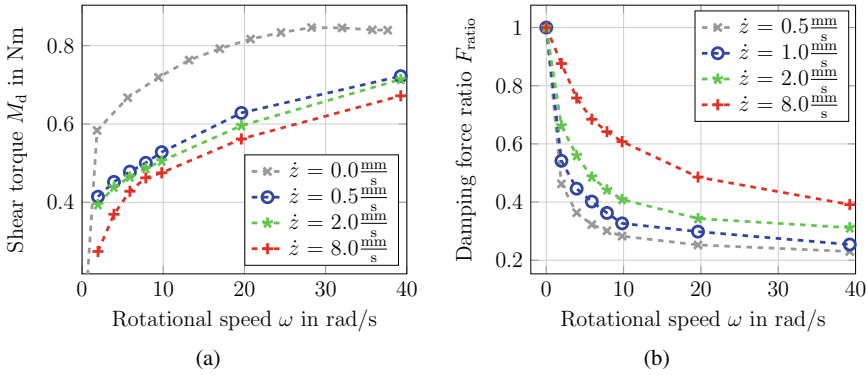 0.8
0.6
0.4
0
10
20
30
40
Shear torque M_d in Nm
Rotational speed ω in rad/s
ż = 0.0 mm/s
ż = 0.5 mm/s
ż = 2.0 mm/s
ż = 8.0 mm/s
(a)
1
0.8
0.6
0.4
0.2
0
10
20
30
40
Damping force ratio F_ratio
Rotational speed ω in rad/s
ż = 0.5 mm/s
ż = 1.0 mm/s
ż = 2.0 mm/s
ż = 8.0 mm/s
(b)